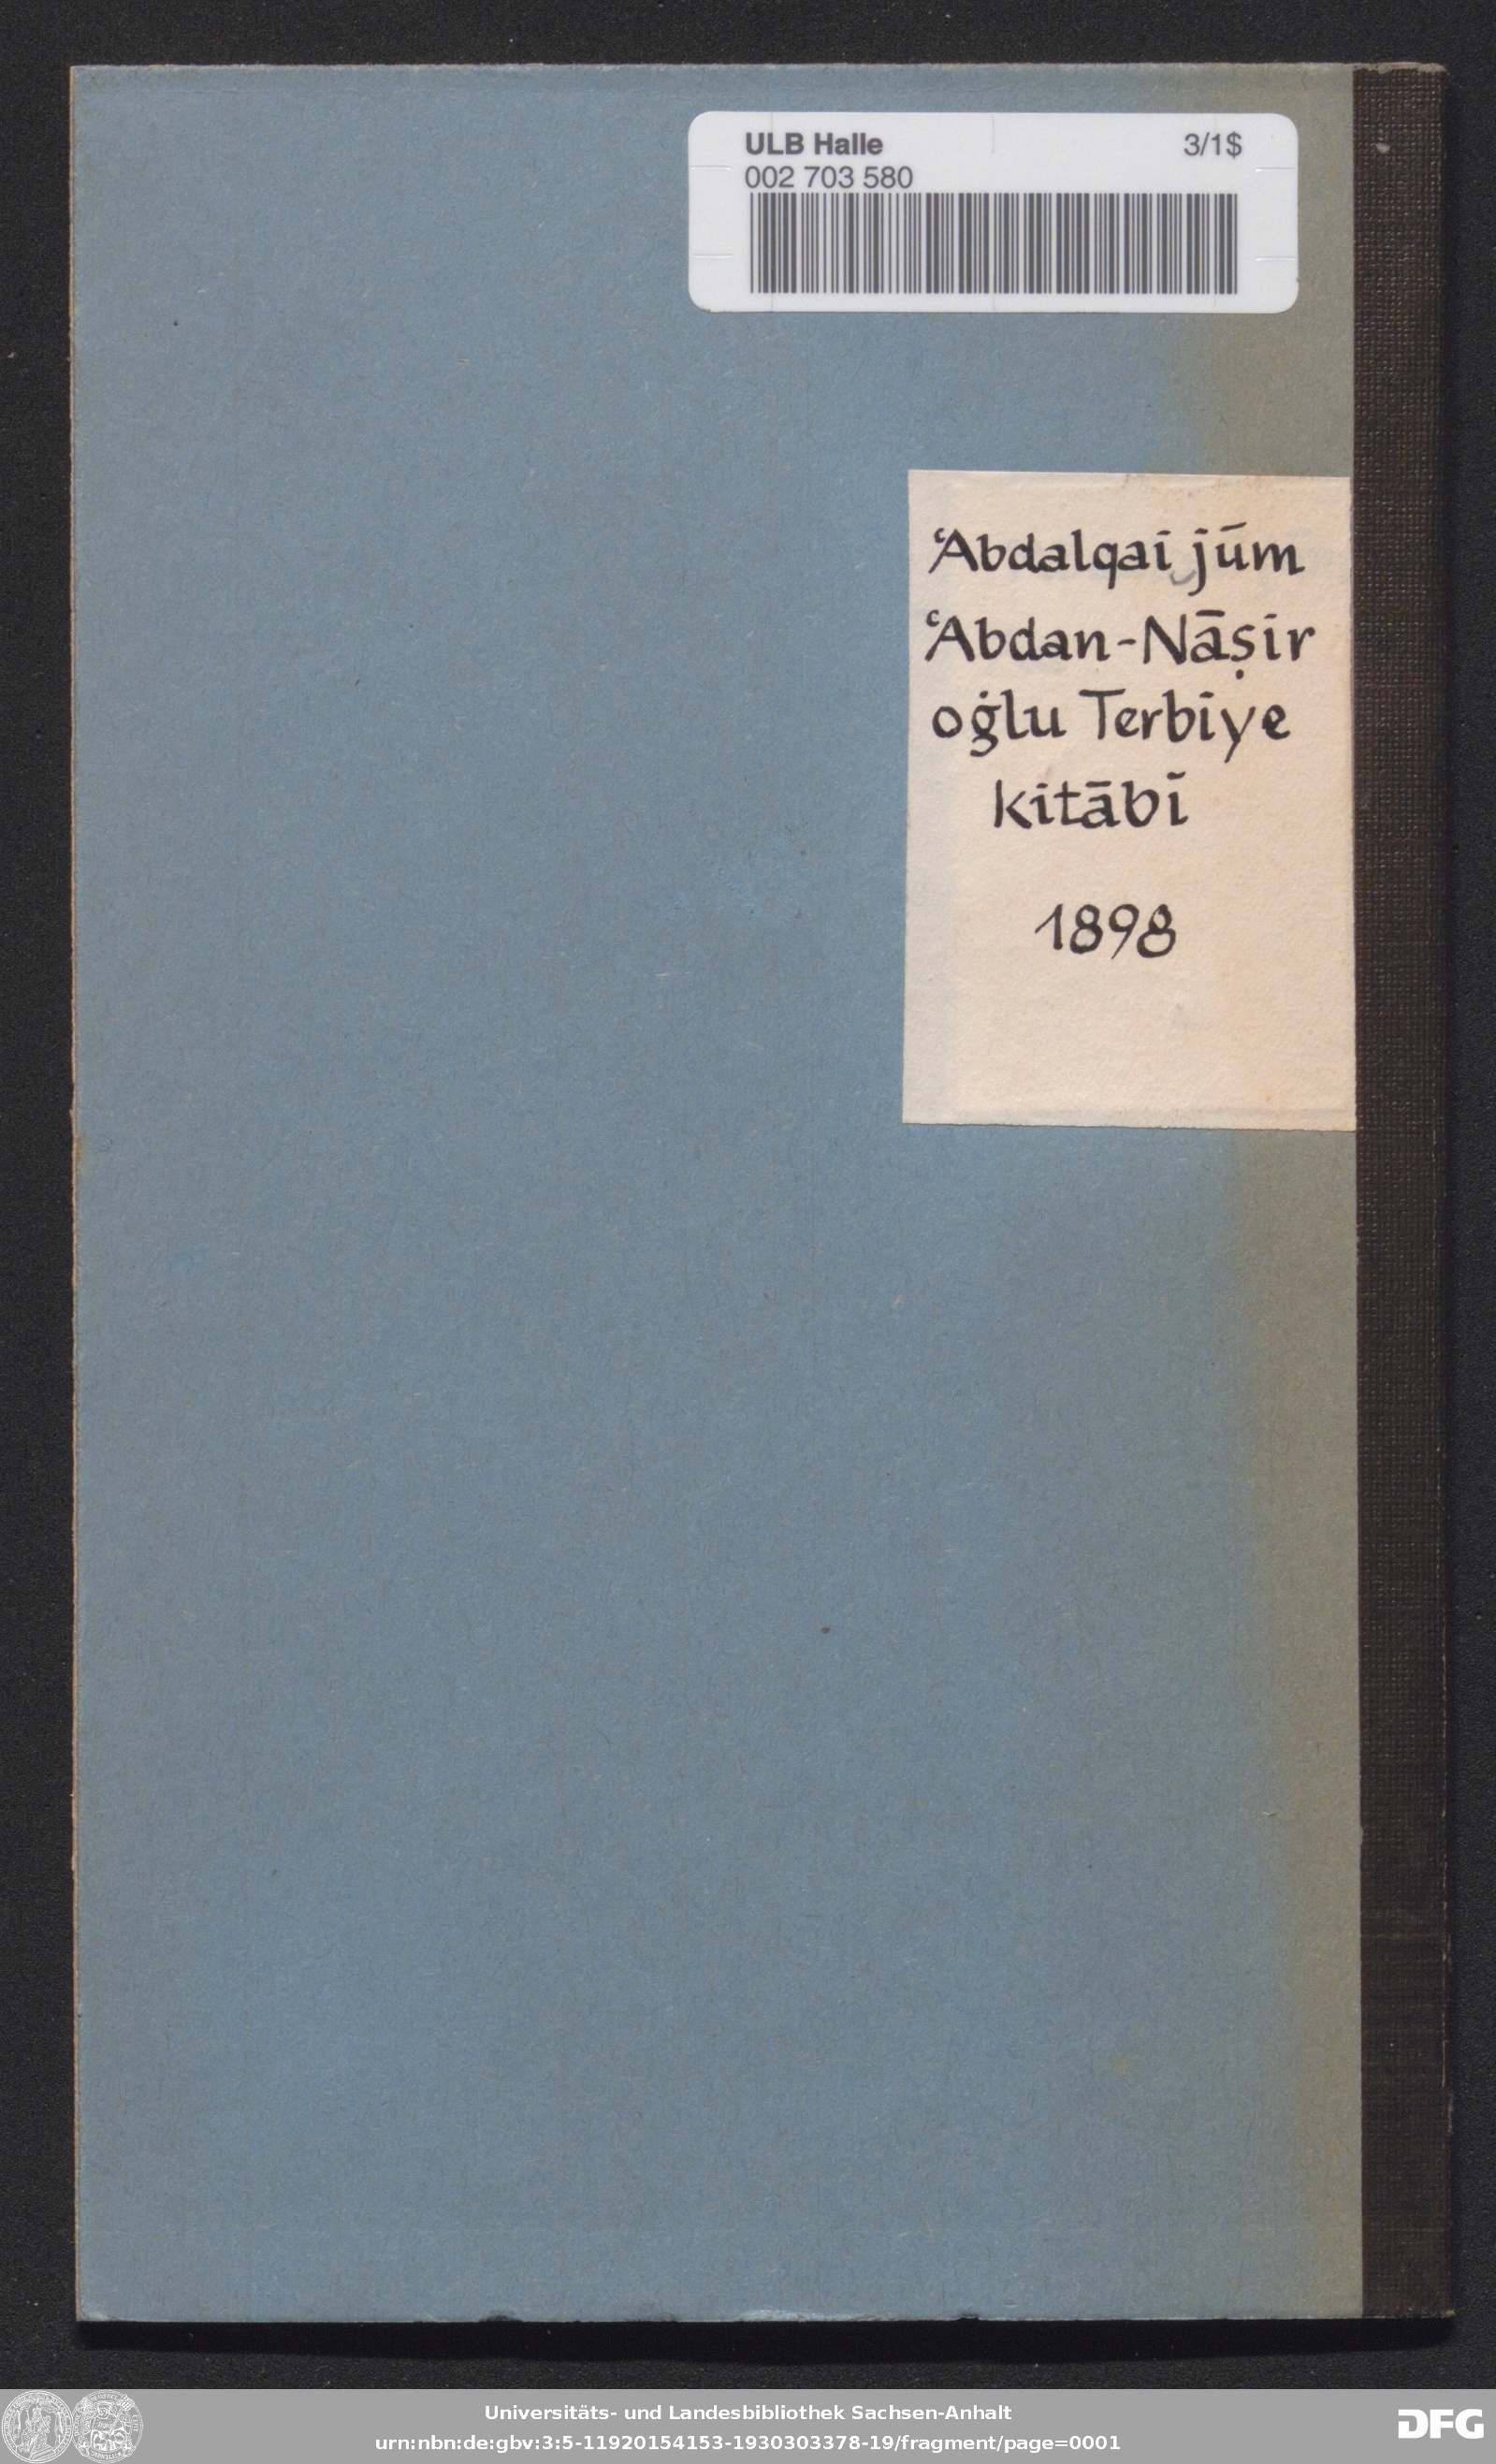 ULB Halle 3/1$
002 703 580
ʿAbdalqaijūm
ʿAbdan-Nāṣir
oġlu Terbiye
kitābī
1898
Universitäts- und Landesbibliothek Sachsen-Anhalt
urn:nbn:de:gbv:3:5-11920154153-1930303378-19/fragment/page=0001
DFG